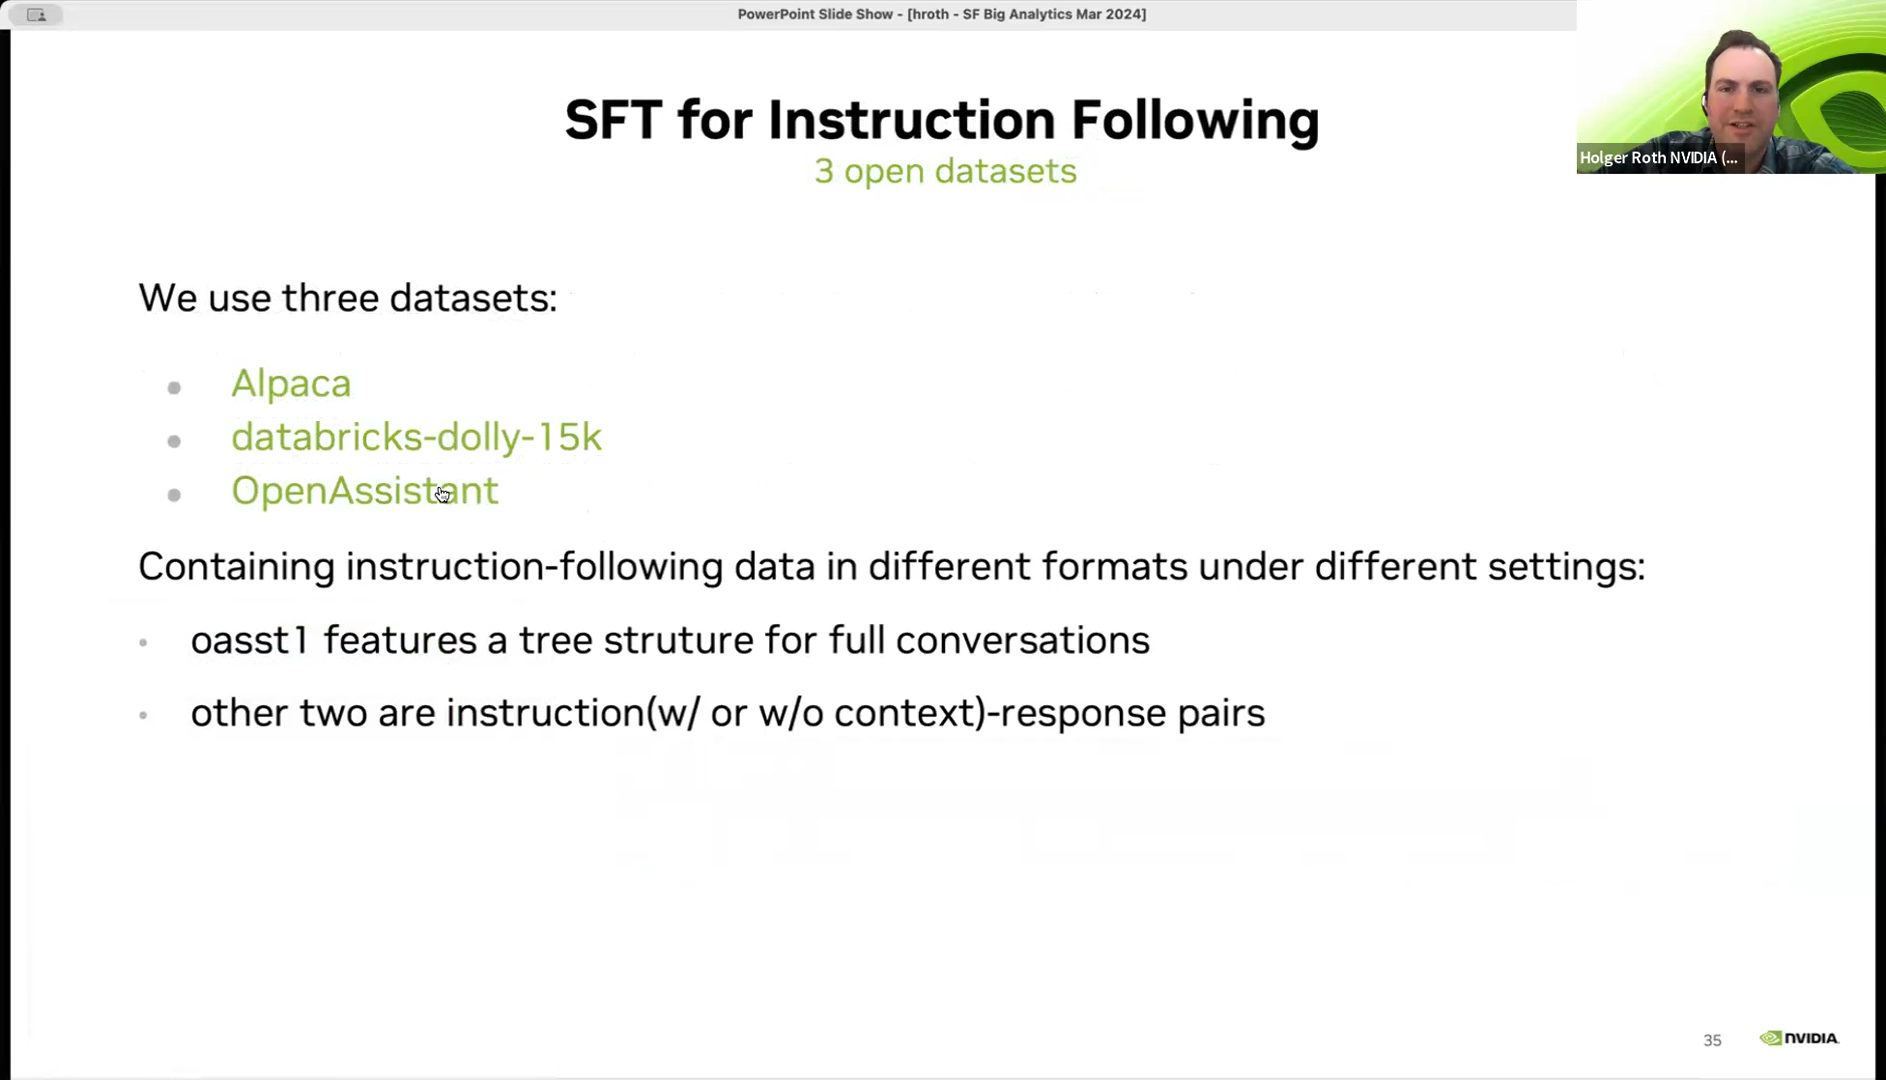 PowerPoint Slide Show - [hroth - SF Big Analytics Mar 2024]
SFT for Instruction Following
3 open datasets
Holger Roth NVIDIA (...
We use three datasets:
Alpaca
databricks-dolly-15k
OpenAssistant
Containing instruction-following data in different formats under different settings:
oasst1 features a tree struture for full conversations
other two are instruction(w/ or w/o context)-response pairs
35
NVIDIA